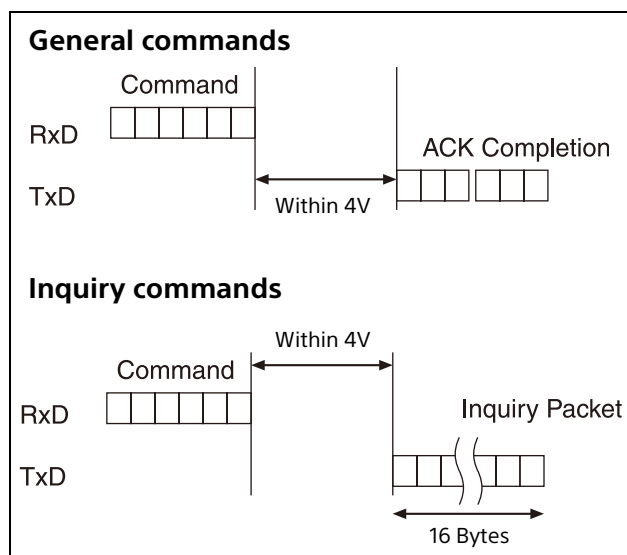 General commands
Command
RxD
ACK Completion
TxD
Within 4V
Inquiry commands
Within 4V
Command
RxD
Inquiry Packet
TxD
16 Bytes